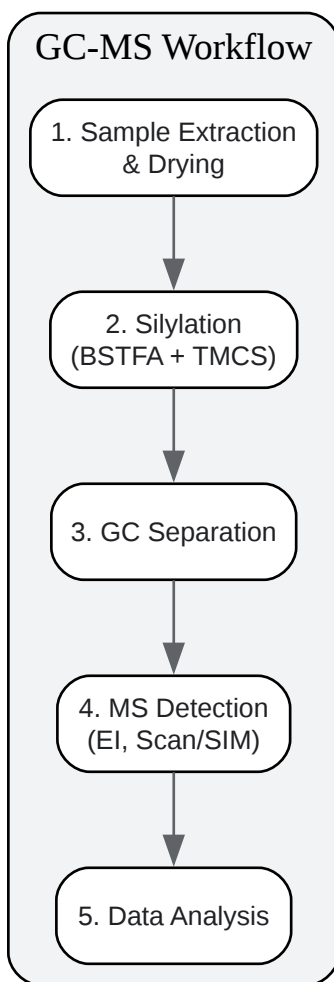 GC-MS Workflow
1. Sample Extraction
& Drying
2. Silylation
(BSTFA + TMCS)
3. GC Separation
4. MS Detection
(EI, Scan/SIM)
5. Data Analysis